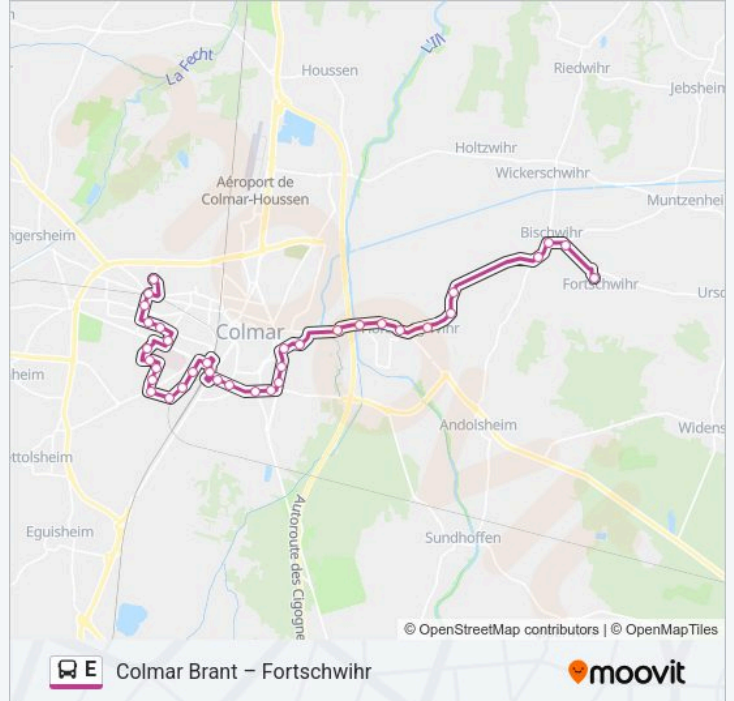 La Fecht
L'Ill
Houssen
Riedwihr
Jebsheim
Holtzwihr
Wickerschwihr
Aéroport de
Colmar-Houssen
Muntzenhei
ngersheim
Bischwihr
Fortschwihr
Ursc
Colmar
heim
Andolsheim
Widens
ttolsheim
Eguisheim
Sundhoffen
Autoroute des Cigogne
© OpenStreetMap contributors | © OpenMapTiles
E
Colmar Brant – Fortschwihr
moovit